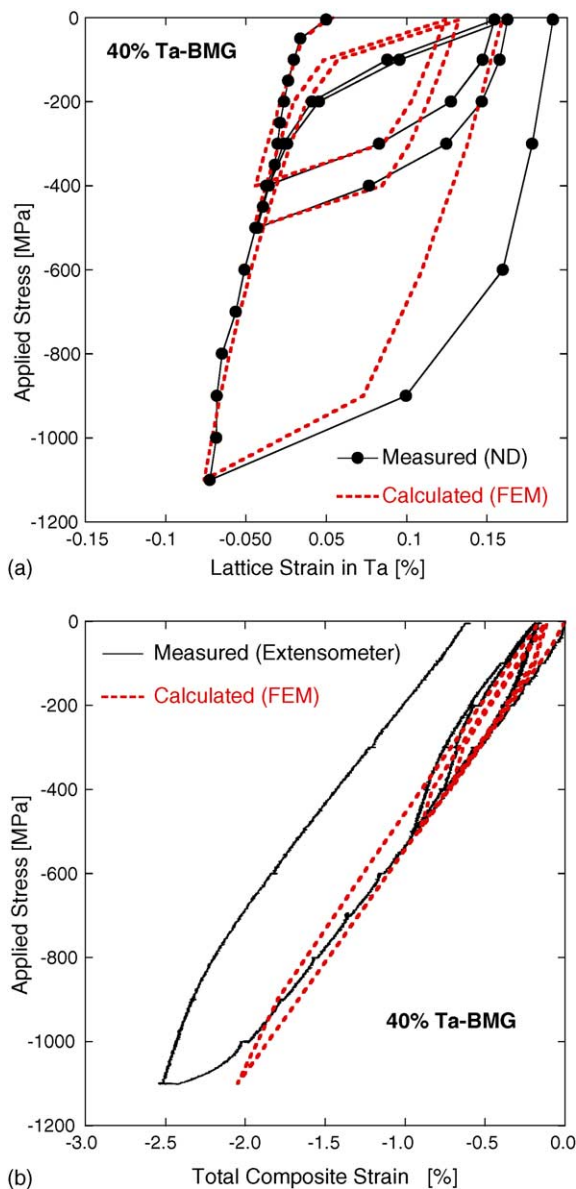 40% Ta-BMG
Applied Stress [MPa]
0
-200
-400
-600
-800
-1000
-1200
Measured (ND)
Calculated (FEM)
-0.15
-0.1
-0.050
0
0.05
0.1
0.15
Lattice Strain in Ta [%]
(a)
Measured (Extensometer)
Calculated (FEM)
Applied Stress [MPa]
0
-200
-400
-600
-800
-1000
-1200
40% Ta-BMG
-3.0
-2.5
-2.0
-1.5
-1.0
-0.5
0.0
Total Composite Strain [%]
(b)